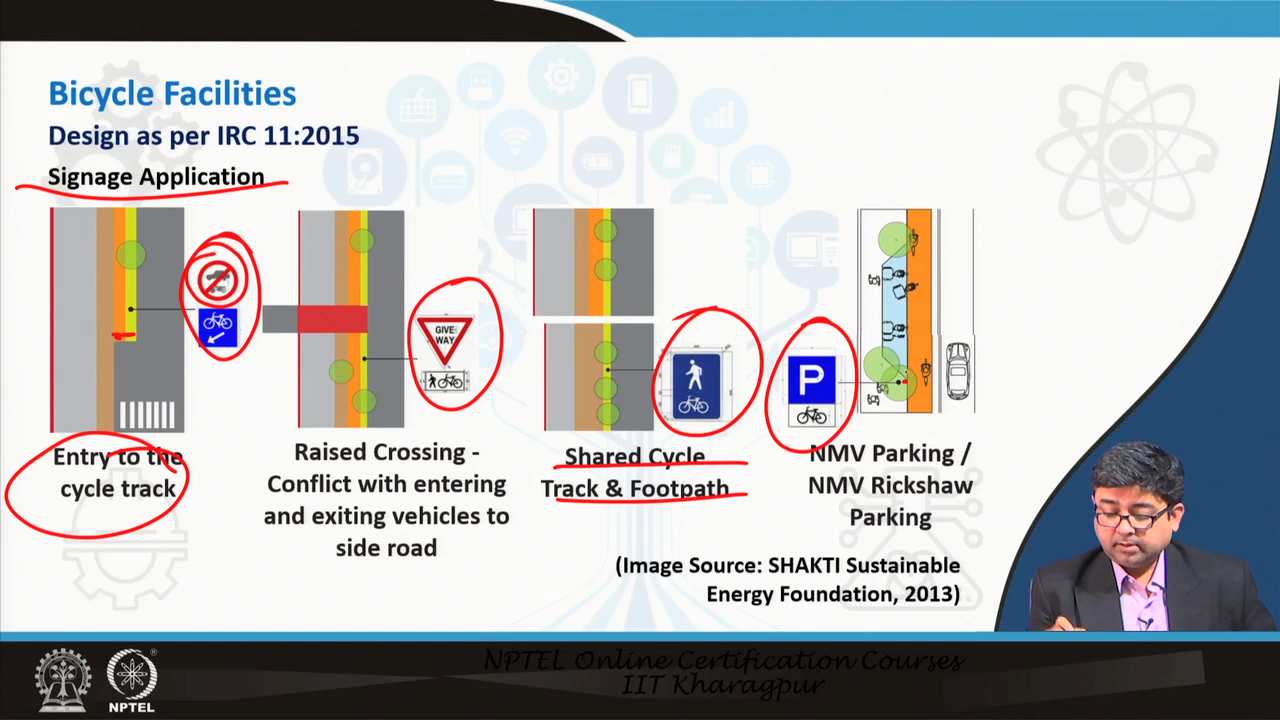 Bicycle Facilities
Design as per IRC 11:2015
Signage Application
GIVE
WAY
P
Entry to the
cycle track
Raised Crossing -
Conflict with entering
and exiting vehicles to
side road
Shared Cycle
Track & Footpath
NMV Parking /
NMV Rickshaw
Parking
(Image Source: SHAKTI Sustainable
Energy Foundation, 2013)
NPTEL Online Certification Courses
IIT Kharagpur
NPTEL